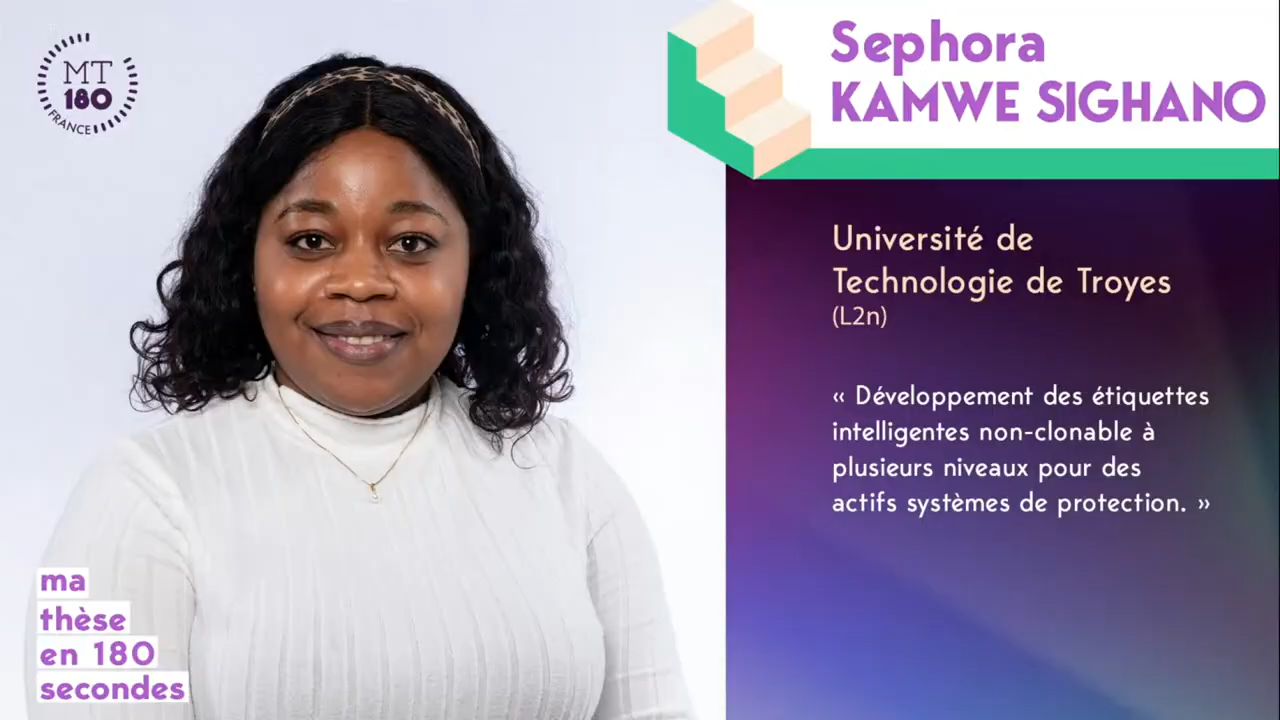 MT
180
FRANCE
Sephora
KAMWE SIGHANO
Université de
Technologie de Troyes
(L2n)
« Développement des étiquettes
intelligentes non-clonable à
plusieurs niveaux pour des
actifs systèmes de protection. »
ma
thèse
en 180
secondes